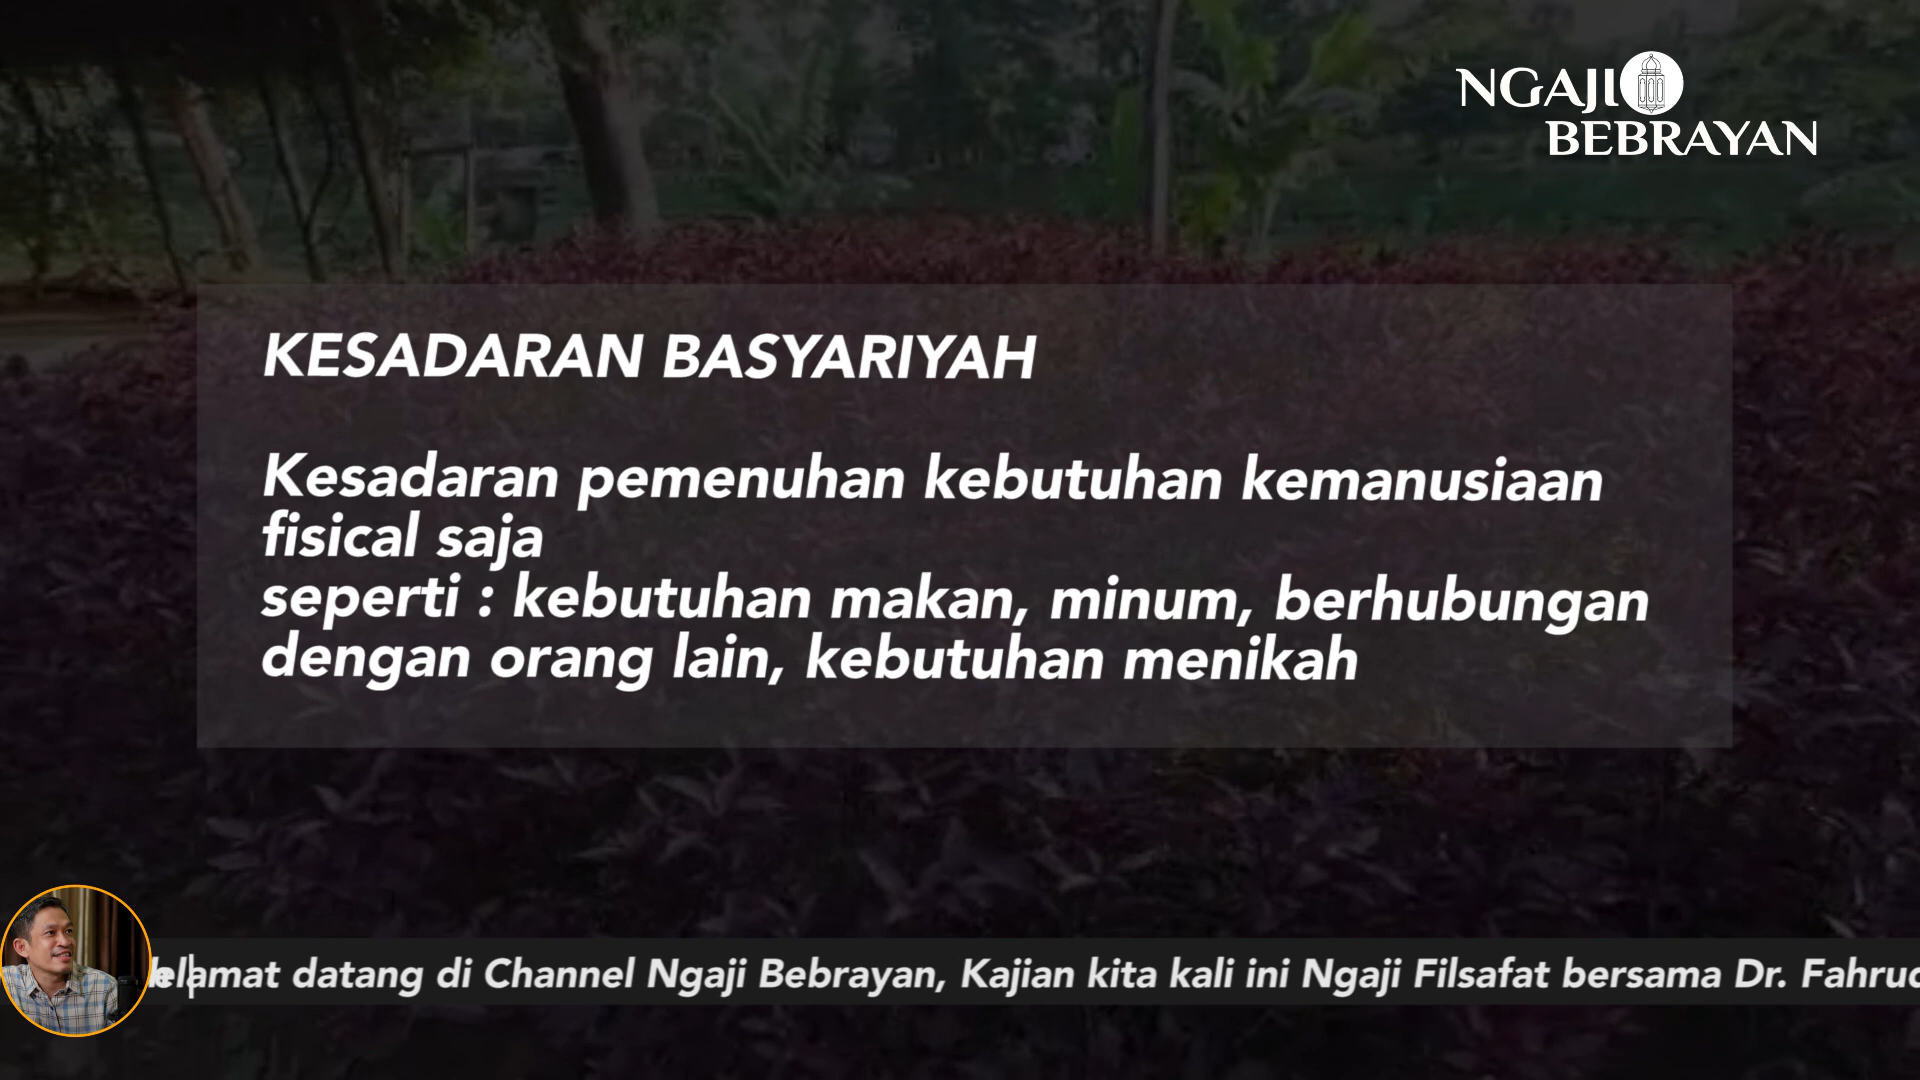 NGAJI
BEBRAYAN
KESADARAN BASYARIYAH
Kesadaran pemenuhan kebutuhan kemanusiaan
fisical saja
seperti : kebutuhan makan, minum, berhubungan
dengan orang lain, kebutuhan menikah
elamat datang di Channel Ngaji Bebrayan, Kajian kita kali ini Ngaji Filsafat bersama Dr. Fahru